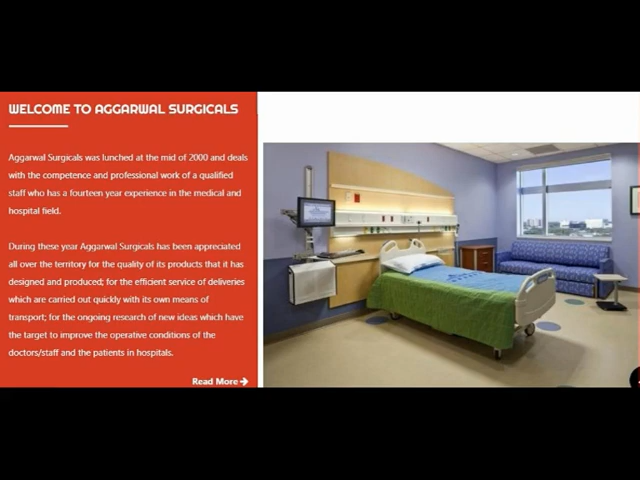 WELCOME TO AGGARWAL SURGICALS
Aggarwal Surgicals was lunched at the mid of 2000 and deals
with the competence and professional work of a qualified
staff who has a fourteen year experience in the medical and
hospital field.
During these year Aggarwal Surgicals has been appreciated
all over the territory for the quality of its products that it has
designed and produced; for the efficient service of deliveries
which are carried out quickly with its own means of
transport; for the ongoing research of new ideas which have
the target to improve the operative conditions of the
doctors/staff and the patients in hospitals.
Read More